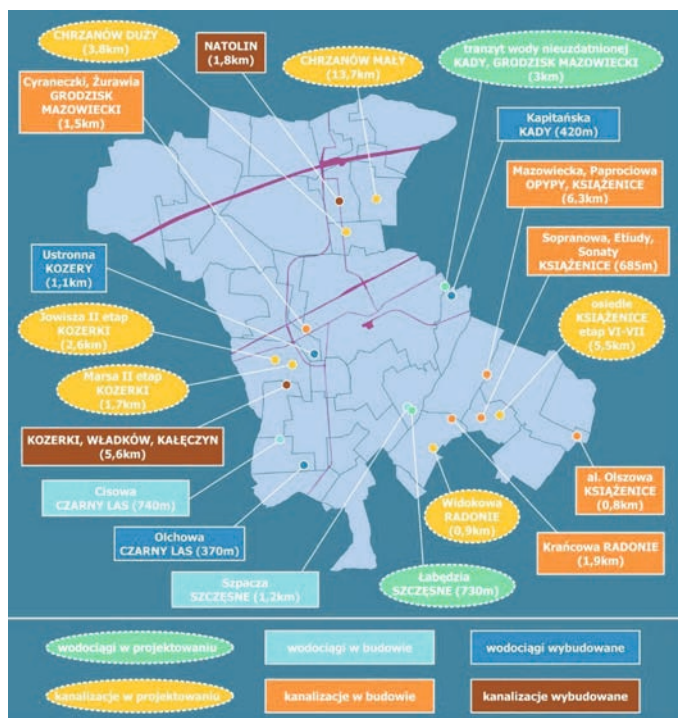 CHRZANÓW DUŻY
(3,8km)
NATOLIN
(1,8km)
CHRZANÓW MAŁY
(13,7km)
tranzyt wody nieuzdatnionej
KADY, GRODZISK MAZOWIECKI
(3km)
Cyraneczki, Żurawia
GRODZISK
MAZOWIECKI
(1,5km)
Kapitańska
KADY (420m)
Mazowiecka, Paprociowa
OPYPY, KSIĄŻENICE
(6,3km)
Sopranowa, Etiudy,
Sonaty
KSIĄŻENICE (685m)
Ustronna
KOZERY
(1,1km)
osiedle
KSIĄŻENICE
etap VI-VII
(5,5km)
Jowisza II etap
KOZERKI
(2,6km)
Marsa II etap
KOZERKI
(1,7km)
KOZERKI, WŁADKÓW, KAŁĘCZYN
(5,6km)
al. Olszowa
KSIĄŻENICE
(0,8km)
Cisowa
CZARNY LAS (740m)
Widokowa
RADONIE
(0,9km)
Olchowa
CZARNY LAS (370m)
Krańcowa RADONIE
(1,9km)
Szpacza
SZCZĘSNE (1,2km)
Łabędzia
SZCZĘSNE (730m)
wodociągi w projektowaniu
wodociągi w budowie
wodociągi wybudowane
kanalizacje w projektowaniu
kanalizacje w budowie
kanalizacje wybudowane